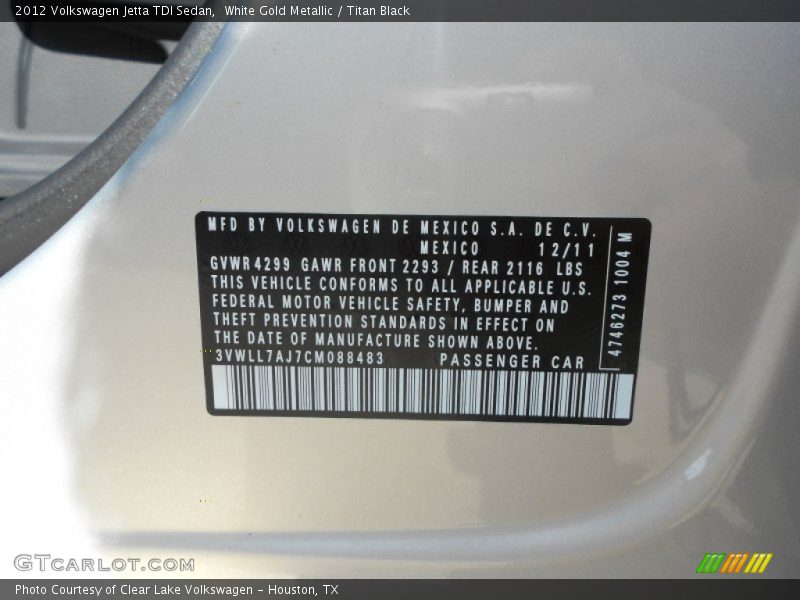 2012 Volkswagen Jetta TDI Sedan,  White Gold Metallic / Titan Black
MFD BY VOLKSWAGEN DE MEXICO S.A. DE C.V.
MEXICO 12/11
GVWR 4299 GAWR FRONT 2293 / REAR 2116 LBS
THIS VEHICLE CONFORMS TO ALL APPLICABLE U.S.
FEDERAL MOTOR VEHICLE SAFETY, BUMPER AND
THEFT PREVENTION STANDARDS IN EFFECT ON
THE DATE OF MANUFACTURE SHOWN ABOVE.
3VWLL7AJ7CM088483 PASSENGER CAR
4746273 1004 M
GTCARLOT.COM
Photo Courtesy of Clear Lake Volkswagen – Houston, TX